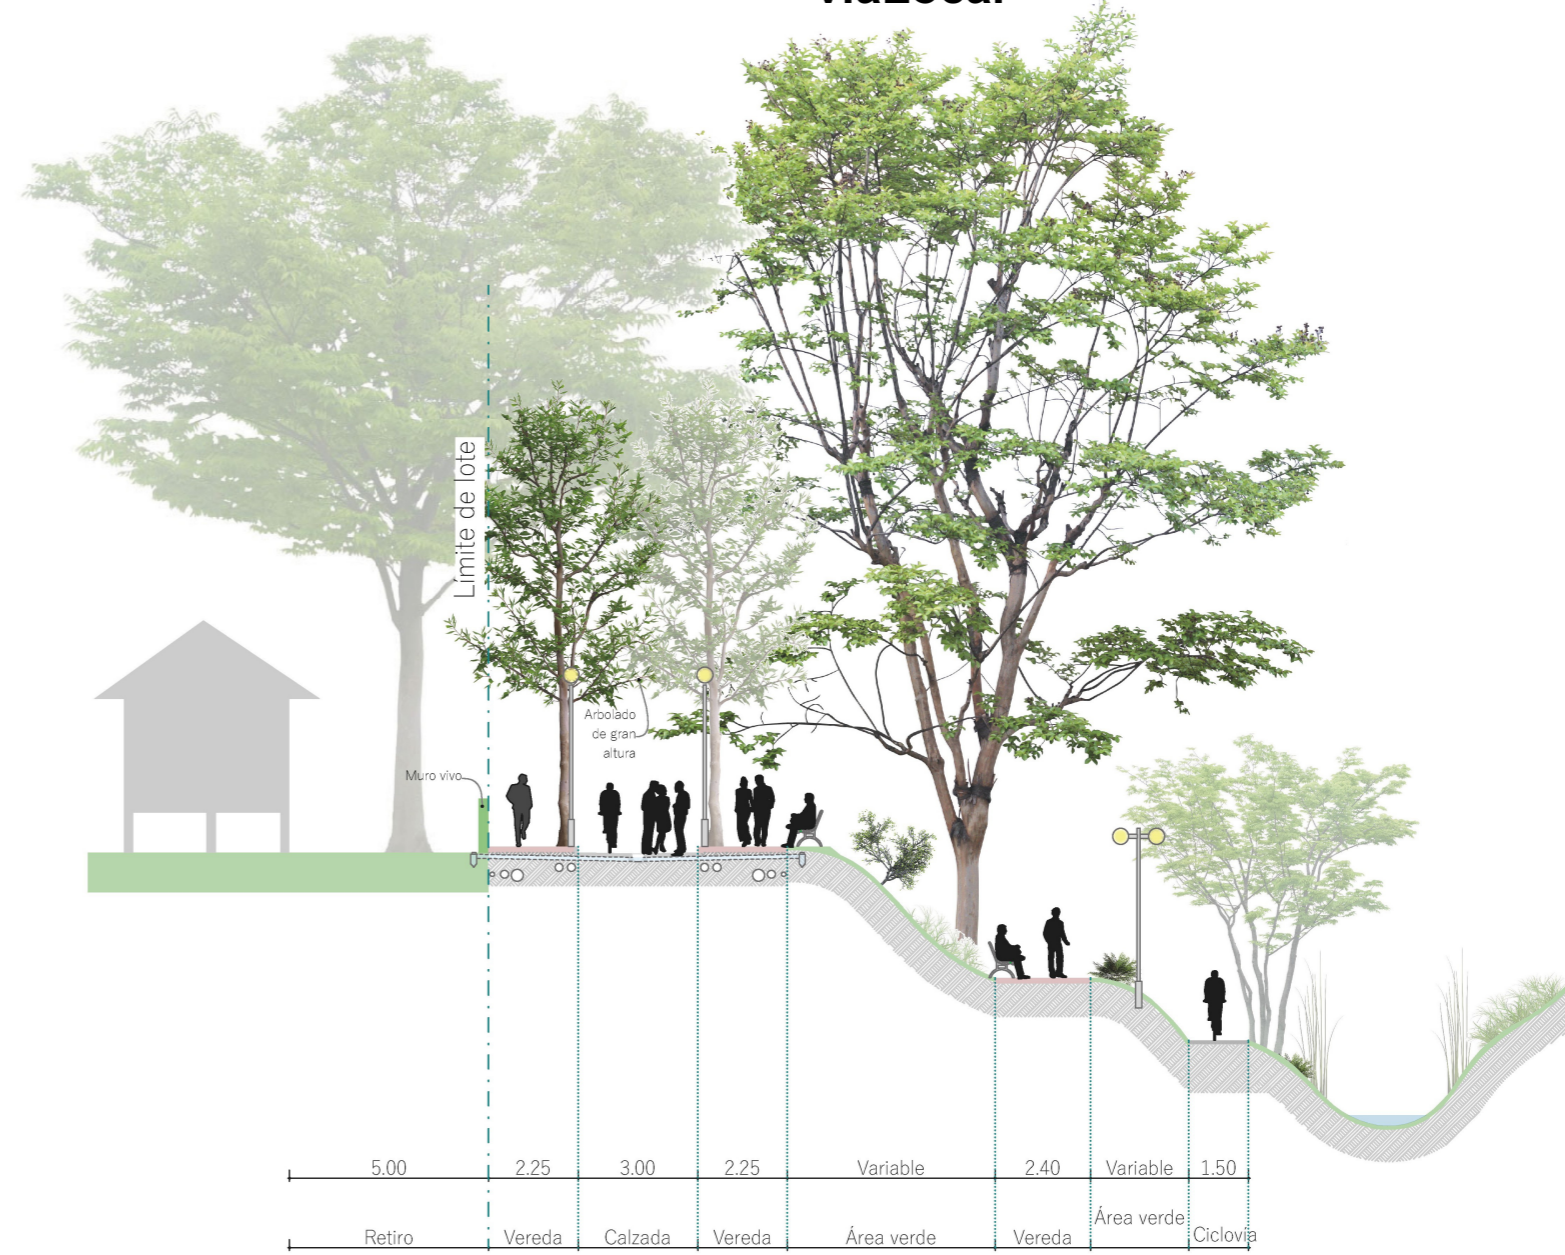 Límite de lote
Arbolado
de gran
altura
Muro vivo
5.00 2.25 3.00 2.25 Variable 2.40 Variable 1.50
Retiro Vereda Calzada Vereda Área verde Vereda Área verde Ciclovía